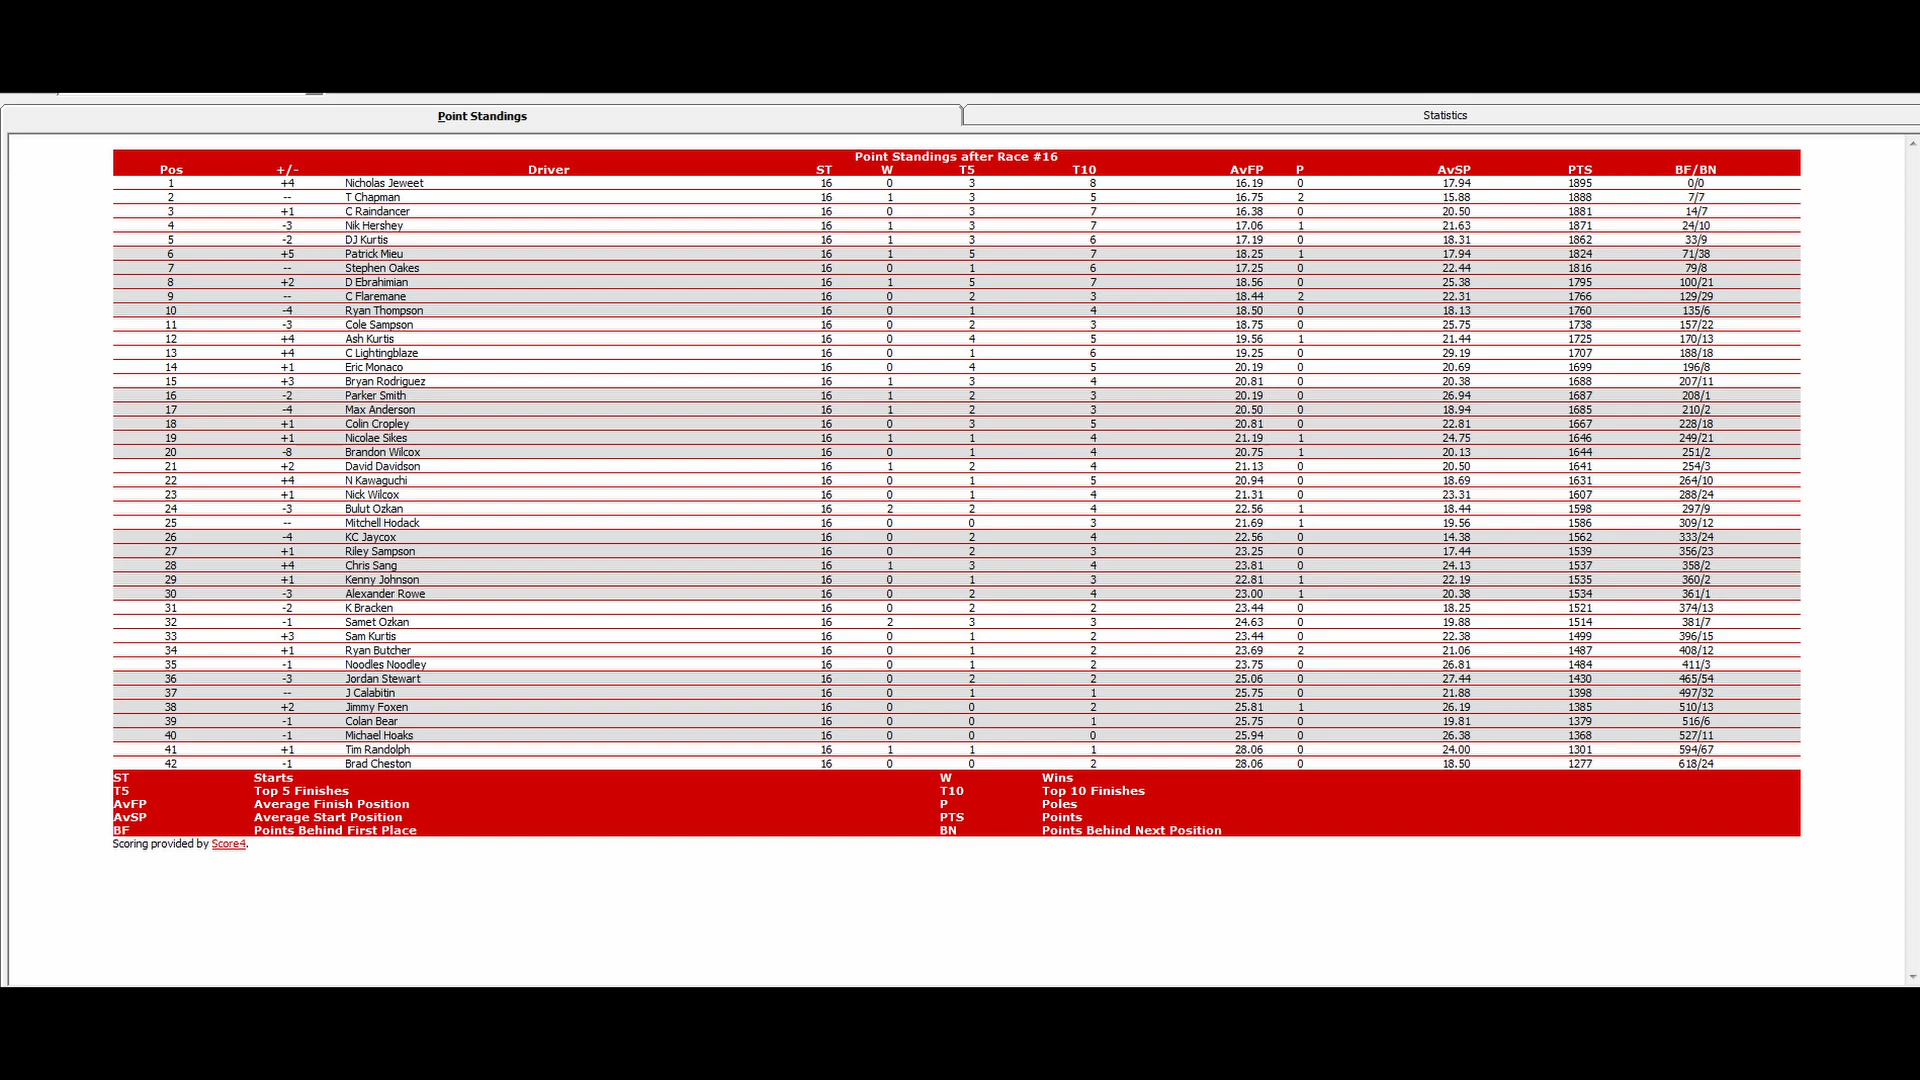 Point Standings Statistics
Point Standings after Race #16
Pos +/- Driver ST W T5 T10 AvFP P AvSP PTS BF/BN
1 +4 Nicholas Jeweet 16 0 3 8 16.19 0 17.94 1895 0/0
2 -- T Chapman 16 1 3 5 16.75 2 15.88 1888 7/7
3 +1 C Raindancer 16 0 3 7 16.38 0 20.50 1881 14/7
4 -3 Nik Hershey 16 1 3 7 17.06 1 21.63 1871 24/10
5 -2 DJ Kurtis 16 1 3 6 17.19 0 18.31 1862 33/9
6 +5 Patrick Mieu 16 1 5 7 18.25 1 17.94 1824 71/38
7 -- Stephen Oakes 16 0 1 6 17.25 0 22.44 1816 79/8
8 +2 D Ebrahimian 16 1 5 7 18.56 0 25.38 1795 100/21
9 -- C Flaremane 16 0 2 3 18.44 2 22.31 1766 129/29
10 -4 Ryan Thompson 16 0 1 4 18.50 0 18.13 1760 135/6
11 -3 Cole Sampson 16 0 2 3 18.75 0 25.75 1738 157/22
12 +4 Ash Kurtis 16 0 4 5 19.56 1 21.44 1725 170/13
13 +4 C Lightingblaze 16 0 1 6 19.25 0 29.19 1707 188/18
14 +1 Eric Monaco 16 0 4 5 20.19 0 20.69 1699 196/8
15 +3 Bryan Rodriguez 16 1 3 4 20.81 0 20.38 1688 207/11
16 -2 Parker Smith 16 1 2 3 20.19 0 26.94 1687 208/1
17 -4 Max Anderson 16 1 2 3 20.50 0 18.94 1685 210/2
18 +1 Colin Cropley 16 0 3 5 20.81 0 22.81 1667 228/18
19 +1 Nicolae Sikes 16 1 1 4 21.19 1 24.75 1646 249/21
20 -8 Brandon Wilcox 16 0 1 4 20.75 1 20.13 1644 251/2
21 +2 David Davidson 16 1 2 4 21.13 0 20.50 1641 254/3
22 +4 N Kawaguchi 16 0 1 5 20.94 0 18.69 1631 264/10
23 +1 Nick Wilcox 16 0 1 4 21.31 0 23.31 1607 288/24
24 -3 Bulut Ozkan 16 2 2 4 22.56 1 18.44 1598 297/9
25 -- Mitchell Hodack 16 0 0 3 21.69 1 19.56 1586 309/12
26 -4 KC Jaycox 16 0 2 4 22.56 0 14.38 1562 333/24
27 +1 Riley Sampson 16 0 2 3 23.25 0 17.44 1539 356/23
28 +4 Chris Sang 16 1 3 4 23.81 0 24.13 1537 358/2
29 +1 Kenny Johnson 16 0 1 3 22.81 1 22.19 1535 360/2
30 -3 Alexander Rowe 16 0 2 4 23.00 1 20.38 1534 361/1
31 -2 K Bracken 16 0 2 2 23.44 0 18.25 1521 374/13
32 -1 Samet Ozkan 16 2 3 3 24.63 0 19.88 1514 381/7
33 +3 Sam Kurtis 16 0 1 2 23.44 0 22.38 1499 396/15
34 +1 Ryan Butcher 16 0 1 2 23.69 2 21.06 1487 408/12
35 -1 Noodles Noodley 16 0 1 2 23.75 0 26.81 1484 411/3
36 -3 Jordan Stewart 16 0 2 2 25.06 0 27.44 1430 465/54
37 -- J Calabitin 16 0 1 1 25.75 0 21.88 1398 497/32
38 +2 Jimmy Foxen 16 0 0 2 25.81 1 26.19 1385 510/13
39 -1 Colan Bear 16 0 0 1 25.75 0 19.81 1379 516/6
40 -1 Michael Hoaks 16 0 0 0 25.94 0 26.38 1368 527/11
41 +1 Tim Randolph 16 1 1 1 28.06 0 24.00 1301 594/67
42 -1 Brad Cheston 16 0 0 2 28.06 0 18.50 1277 618/24
ST Starts W Wins
T5 Top 5 Finishes T10 Top 10 Finishes
AvFP Average Finish Position P Poles
AvSP Average Start Position PTS Points
BF Points Behind First Place BN Points Behind Next Position
Scoring provided by Score4.